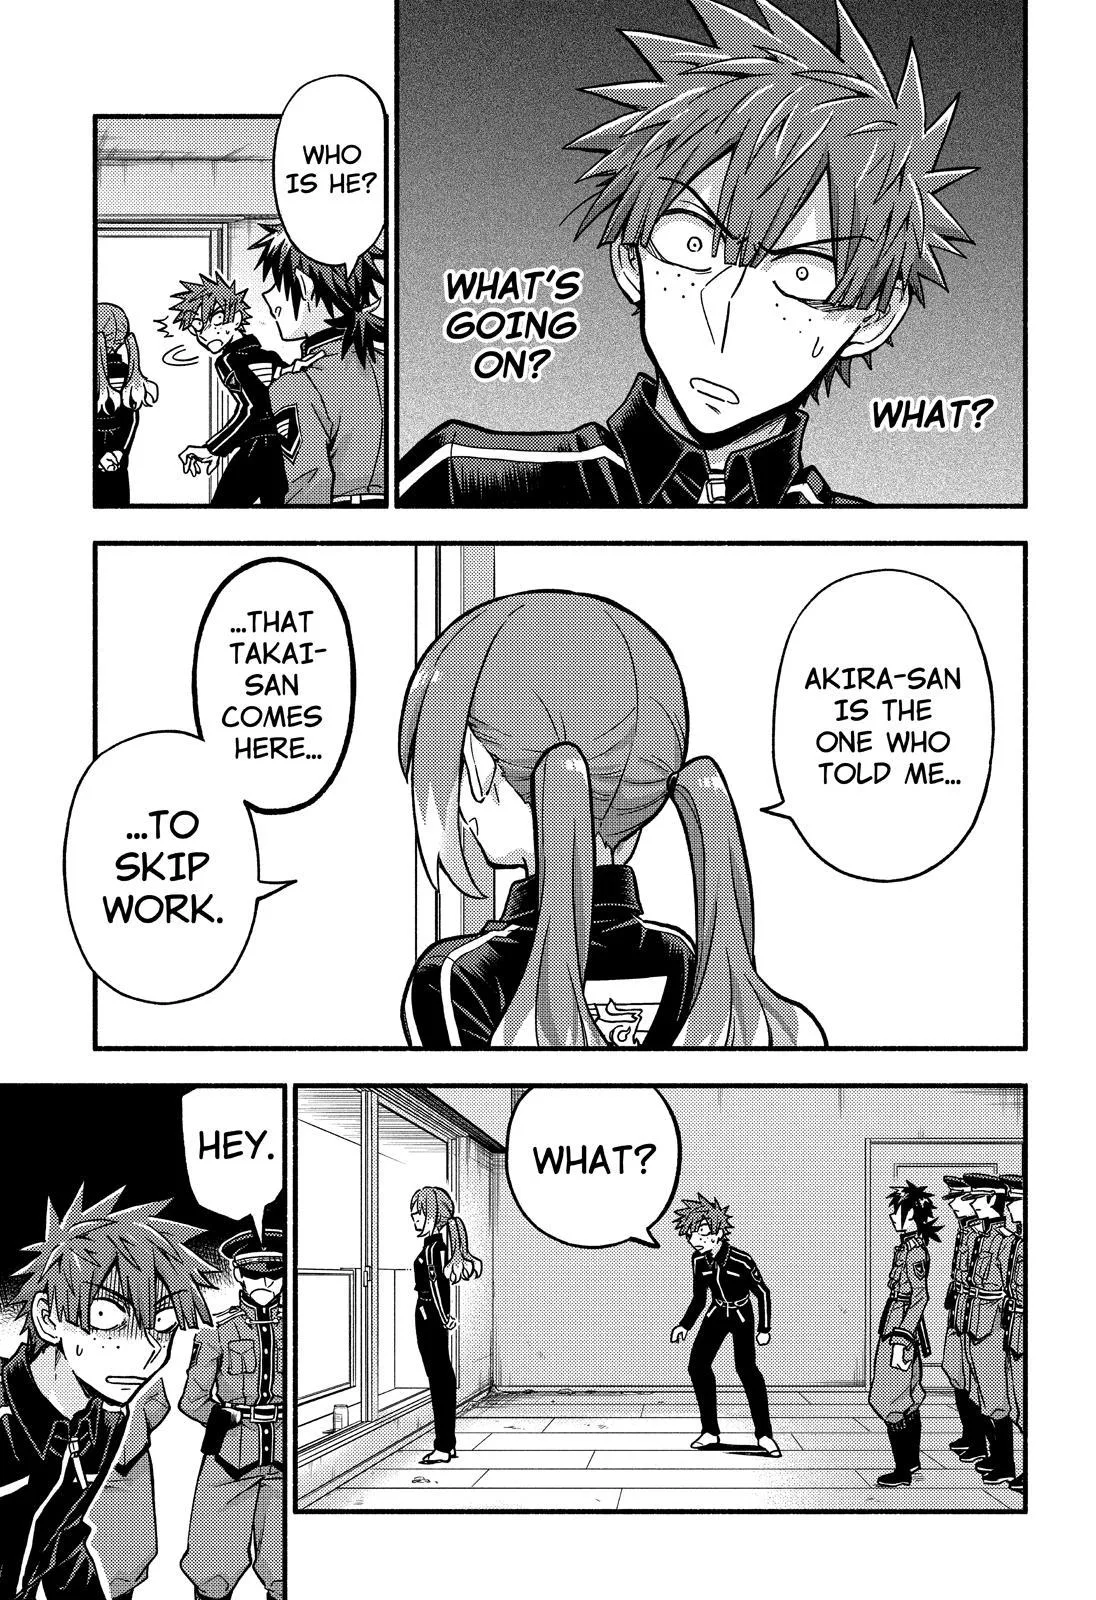 WHAT?
WHAT'S
GOING
ON?
WHO
IS HE?
AKIRA-SAN
IS THE
ONE WHO
TOLD ME...
...THAT
TAKAI-
SAN
COMES
HERE...
...TO
SKIP
WORK.
WHAT?
HEY.